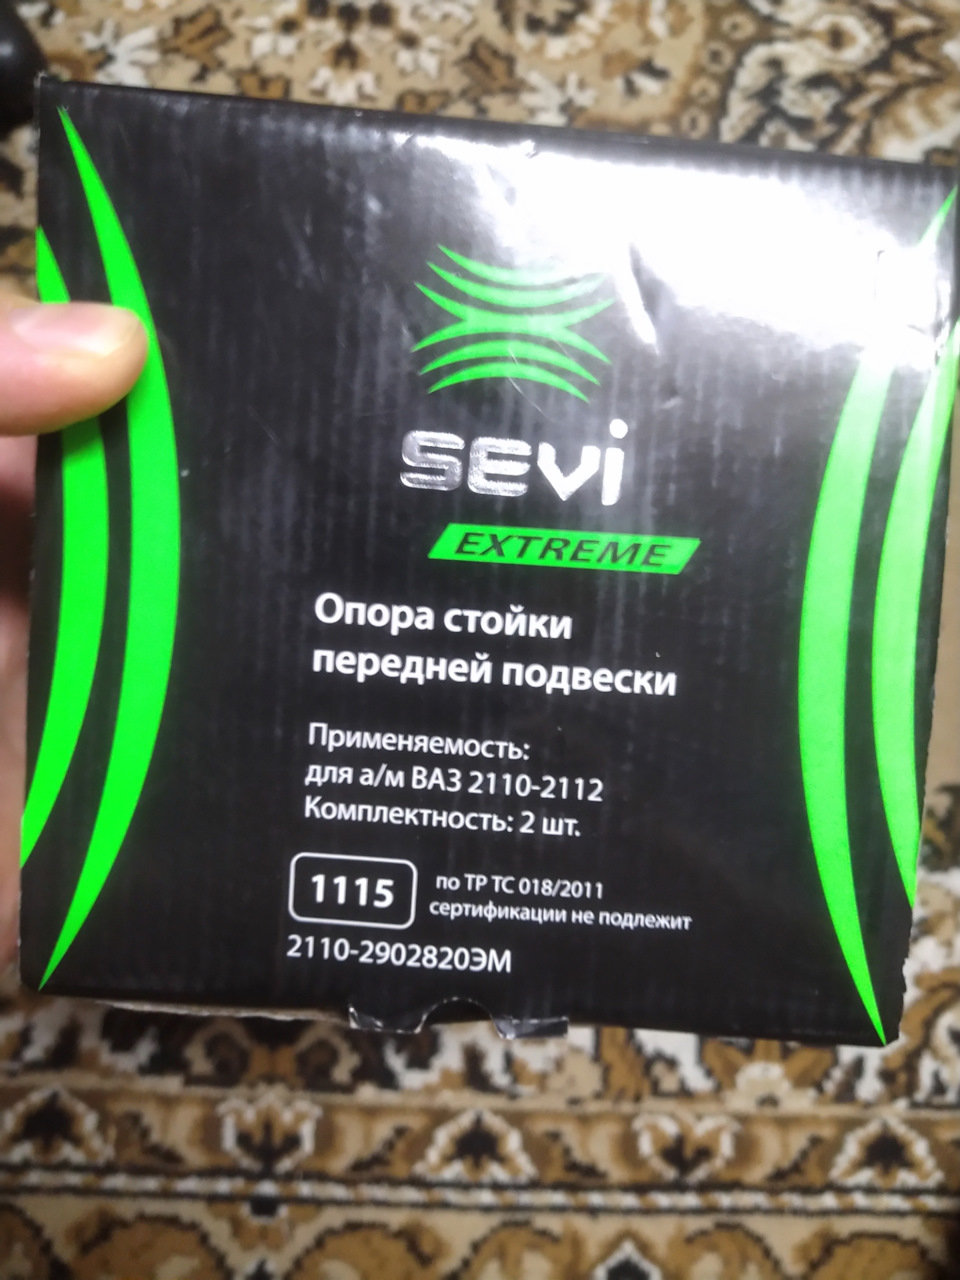 sevi
EXTREME
Опора стойки
передней подвески
Применяемость:
для а/м ВАЗ 2110-2112
Комплектность: 2 шт.
1115
по ТР ТС 018/2011
сертификации не подлежит
2110-2902820ЭМ